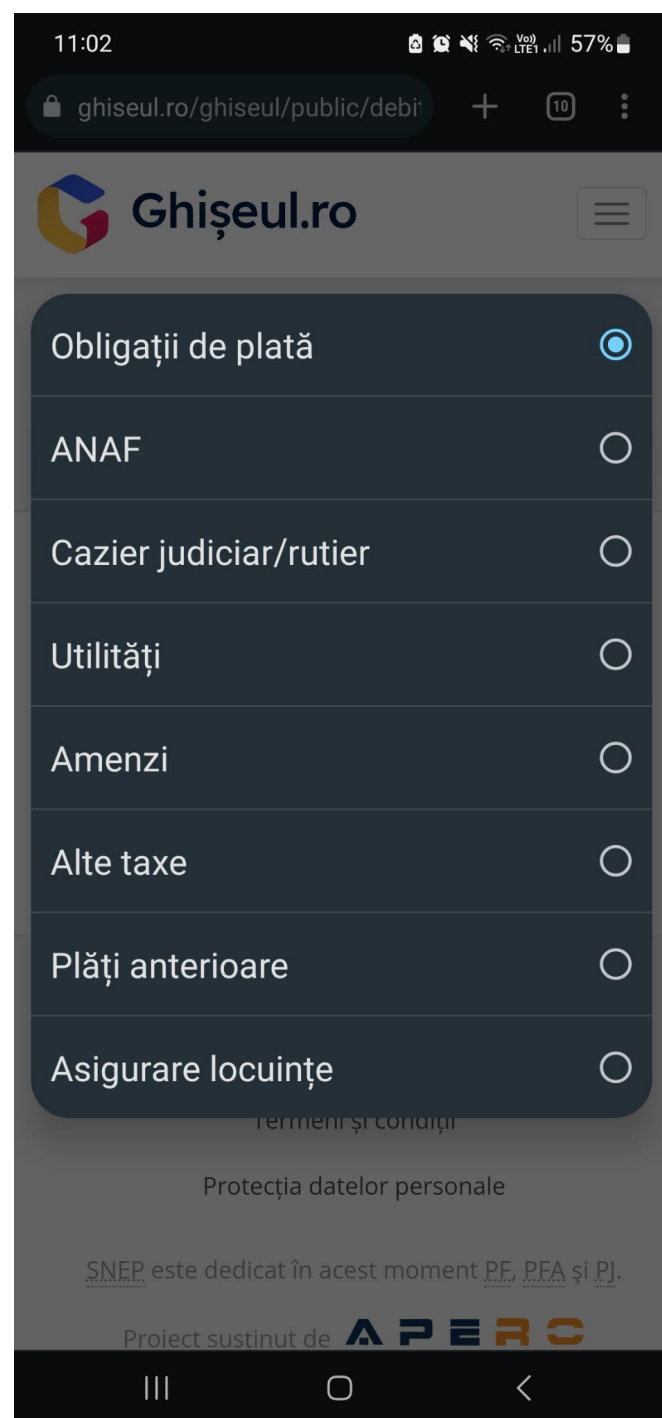 11:02
Vo)) LTE1 57%
ghiseul.ro/ghiseul/public/debit
10
Ghișeul.ro
Obligații de plată
ANAF
Cazier judiciar/rutier
Utilități
Amenzi
Alte taxe
Plăți anterioare
Asigurare locuințe
Termeni și condiții
Protecția datelor personale
SNEP este dedicat în acest moment PF, PFA și PJ.
Proiect susținut de APERO